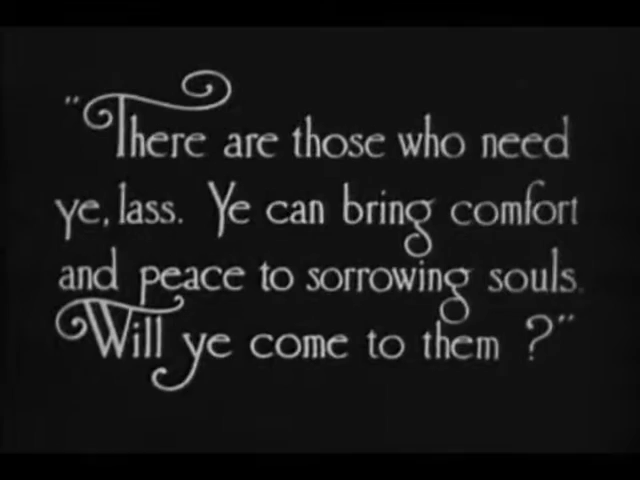 "There are those who need
ye, lass. Ye can bring comfort
and peace to sorrowing souls.
Will ye come to them ?"